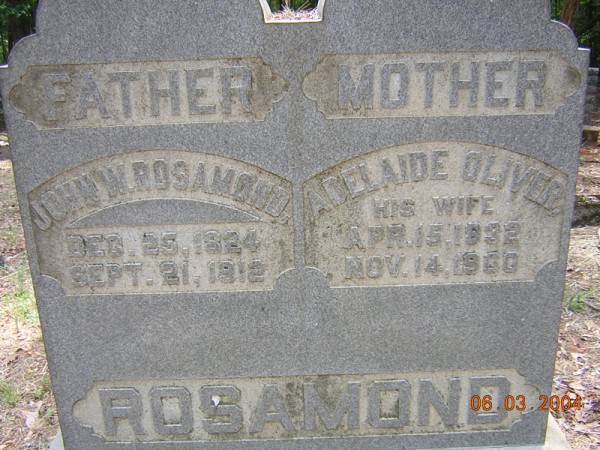 FATHER
JOHN W. ROSAMOND,
DEC. 25, 1824
SEPT. 21, 1912
MOTHER
ADELAIDE OLIVER,
HIS WIFE
APR. 15, 1832
NOV. 14,
ROSAMOND
06.03.2004